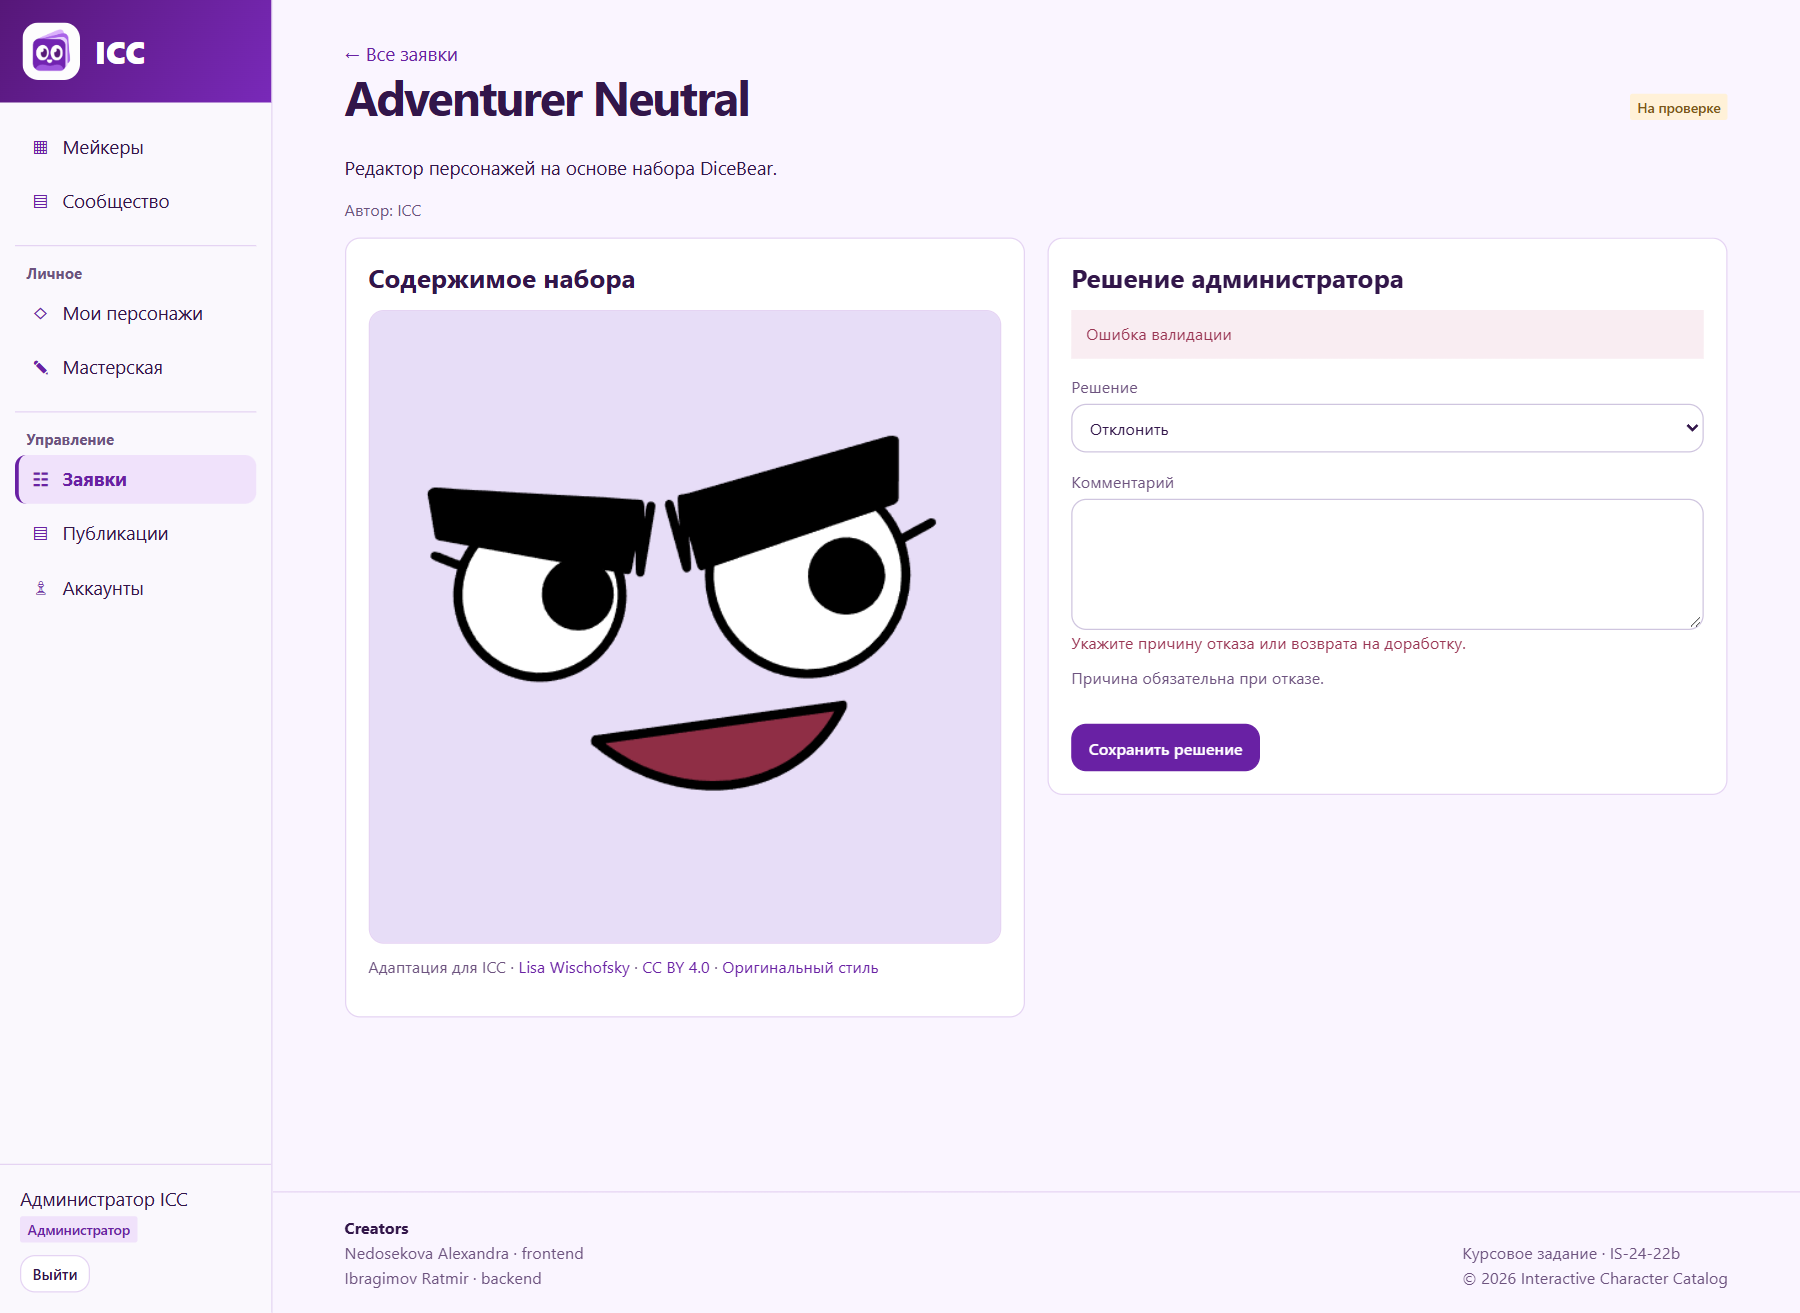 ICC
Мейкеры
Сообщество
Личное
Мои персонажи
Мастерская
Управление
Заявки
Публикации
Аккаунты
Администратор ICC
Администратор
Выйти
← Все заявки
Adventurer Neutral
На проверке
Редактор персонажей на основе набора DiceBear.
Автор: ICC
Содержимое набора
Адаптация для ICC · Lisa Wischofsky · CC BY 4.0 · Оригинальный стиль
Решение администратора
Ошибка валидации
Решение
Отклонить
Комментарий
Укажите причину отказа или возврата на доработку.
Причина обязательна при отказе.
Сохранить решение
Creators
Nedosekova Alexandra · frontend
Ibragimov Ratmir · backend
Курсовое задание · IS-24-22b
© 2026 Interactive Character Catalog